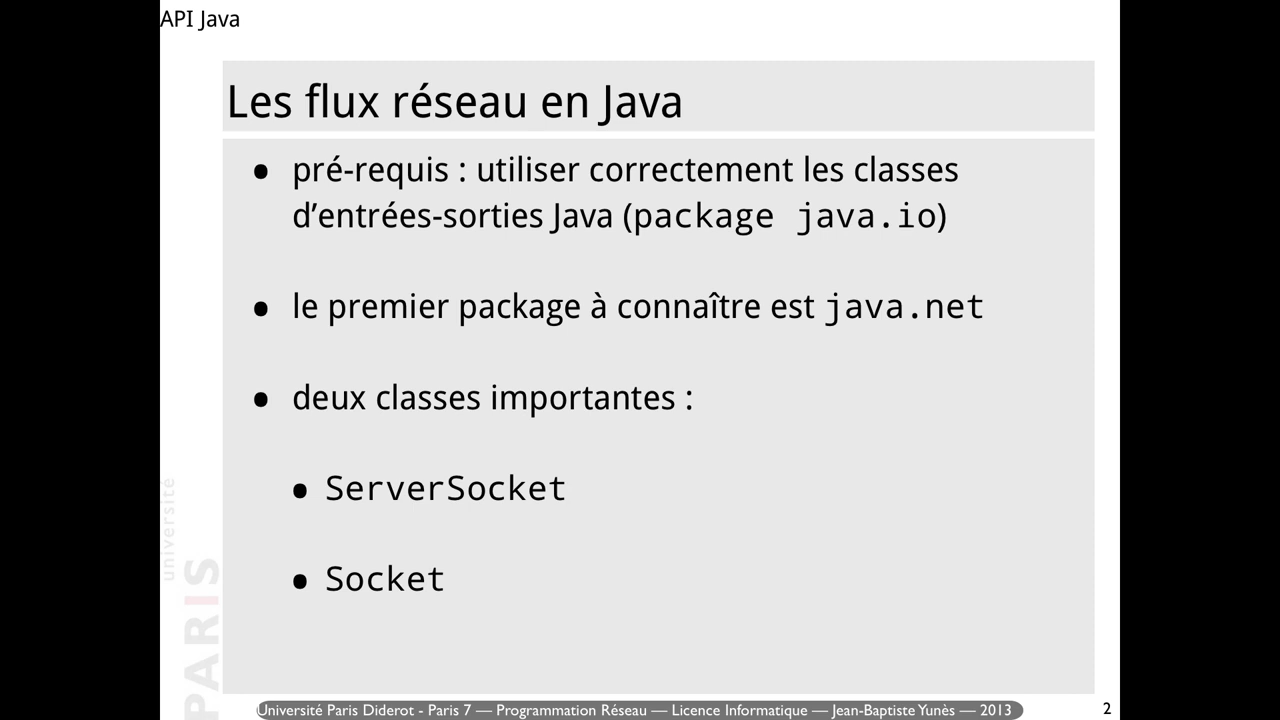 API Java
Les flux réseau en Java
• pré-requis : utiliser correctement les classes
d’entrées-sorties Java (package java.io)
• le premier package à connaître est java.net
• deux classes importantes :
• ServerSocket
• Socket
université
PARIS
Université Paris Diderot - Paris 7 — Programmation Réseau — Licence Informatique — Jean-Baptiste Yunès — 2013
2